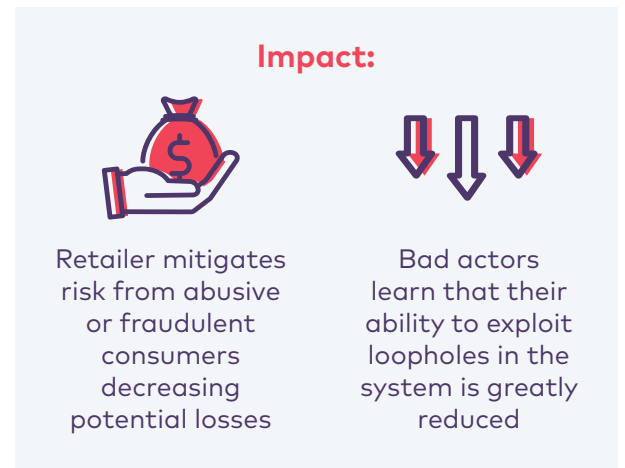 Impact:
$
Retailer mitigates
risk from abusive
or fraudulent
consumers
decreasing
potential losses
Bad actors
learn that their
ability to exploit
loopholes in the
system is greatly
reduced